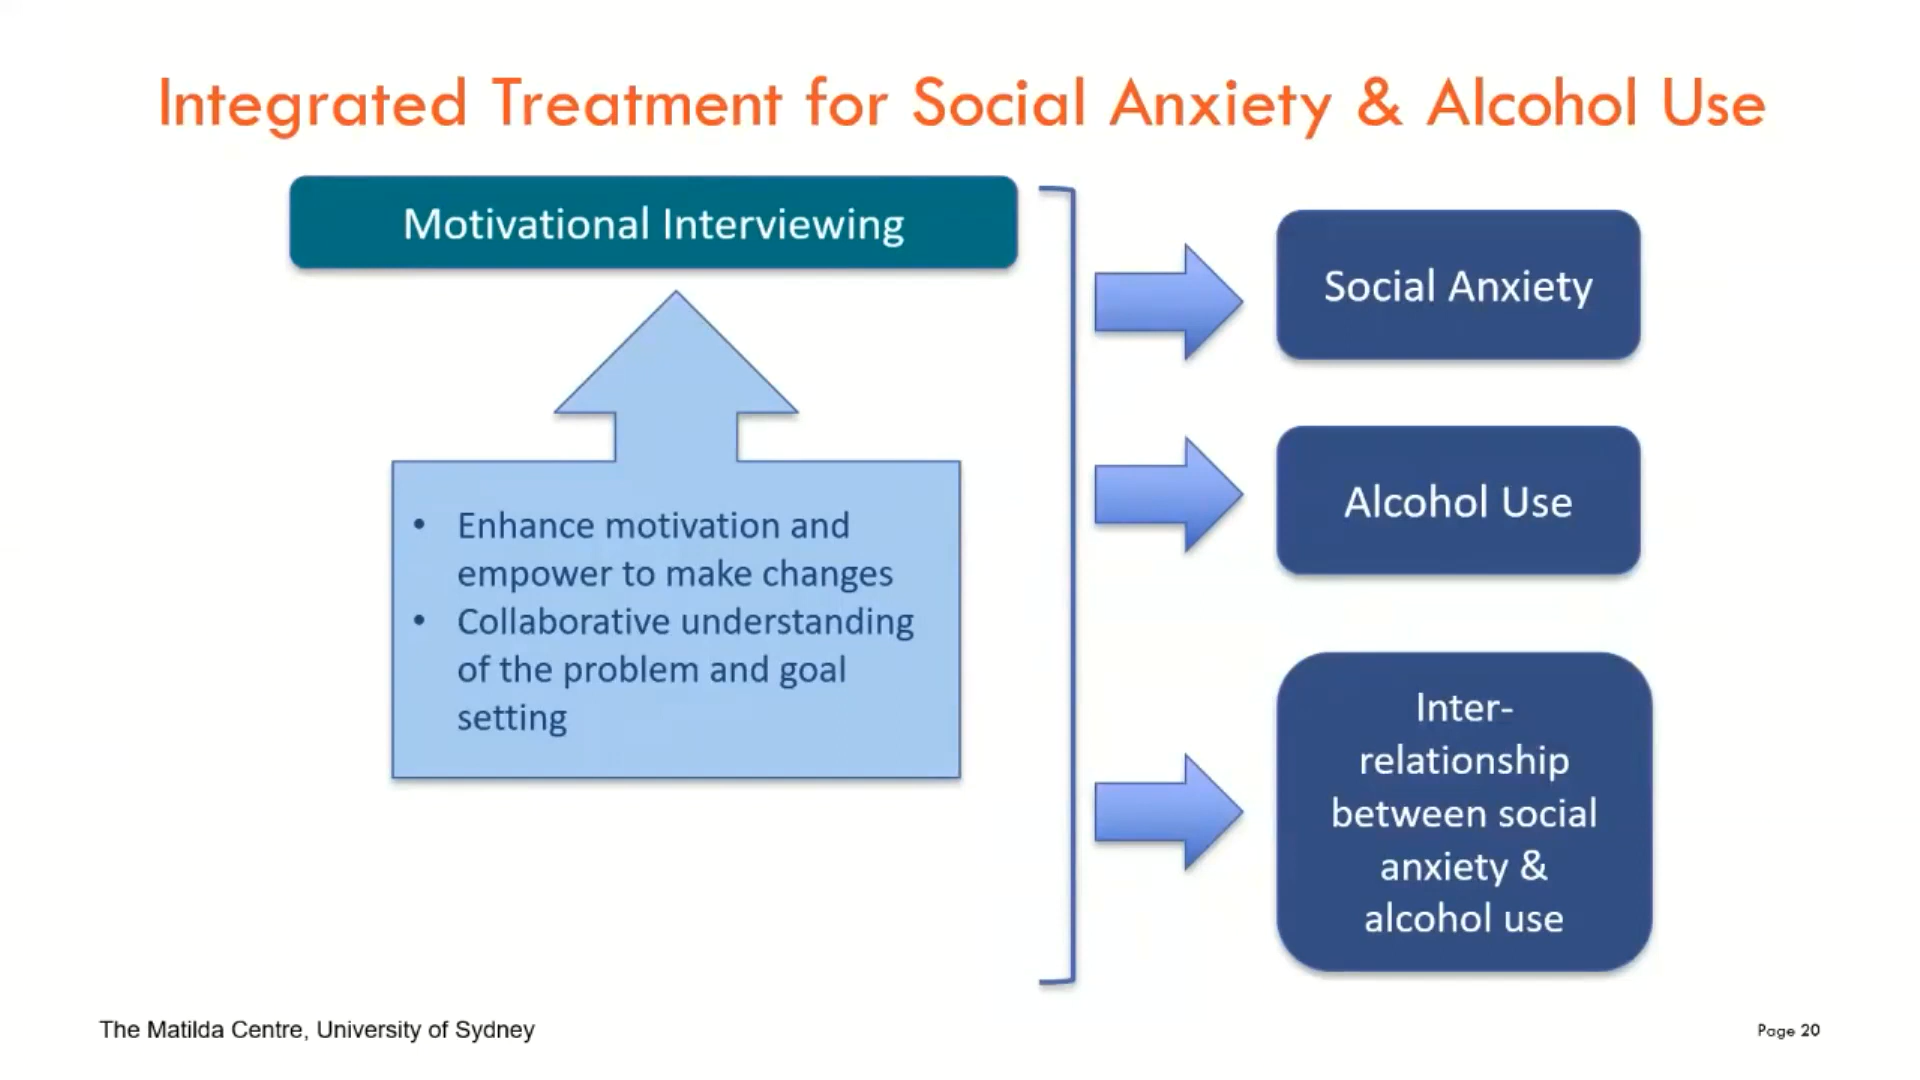 Integrated Treatment for Social Anxiety & Alcohol Use
Motivational Interviewing
• Enhance motivation and
empower to make changes
• Collaborative understanding
of the problem and goal
setting
Social Anxiety
Alcohol Use
Inter-
relationship
between social
anxiety &
alcohol use
The Matilda Centre, University of Sydney
Page 20